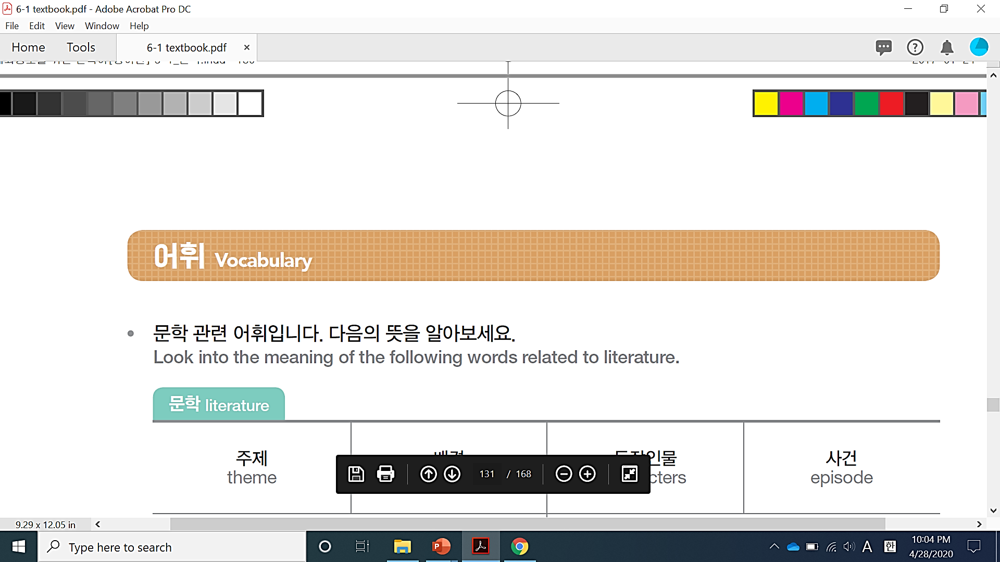 6-1 textbook.pdf - Adobe Acrobat Pro DC
File Edit View Window Help
Home Tools 6-1 textbook.pdf
어휘 Vocabulary
문학 관련 어휘입니다. 다음의 뜻을 알아보세요.
Look into the meaning of the following words related to literature.
문학 literature
주제 사건
theme episode
131 / 168
9.29 x 12.05 in
Type here to search
A 한
10:04 PM
4/28/2020